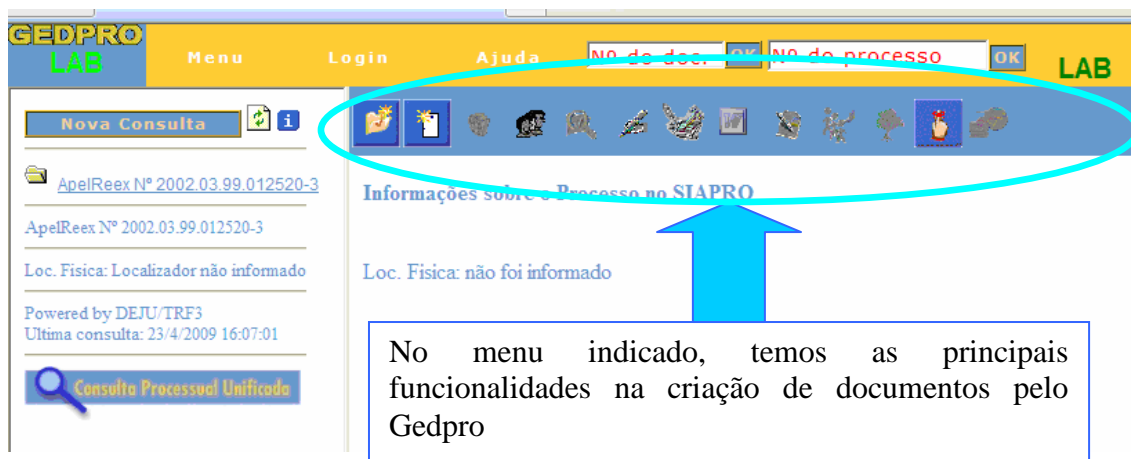 GEDPRO
LAB
Menu Login Ajuda Nº do doc. OK Nº do processo OK LAB
Nova Consulta
ApelReex Nº 2002.03.99.012520-3
ApelReex Nº 2002.03.99.012520-3
Loc. Fisica: Localizador não informado
Powered by DEJU/TRF3
Ultima consulta: 23/4/2009 16:07:01
Consulta Processual Unificada
Informações sobre o Processo no SIAPRO
Loc. Fisica: não foi informado
No menu indicado, temos as principais
funcionalidades na criação de documentos pelo
Gedpro